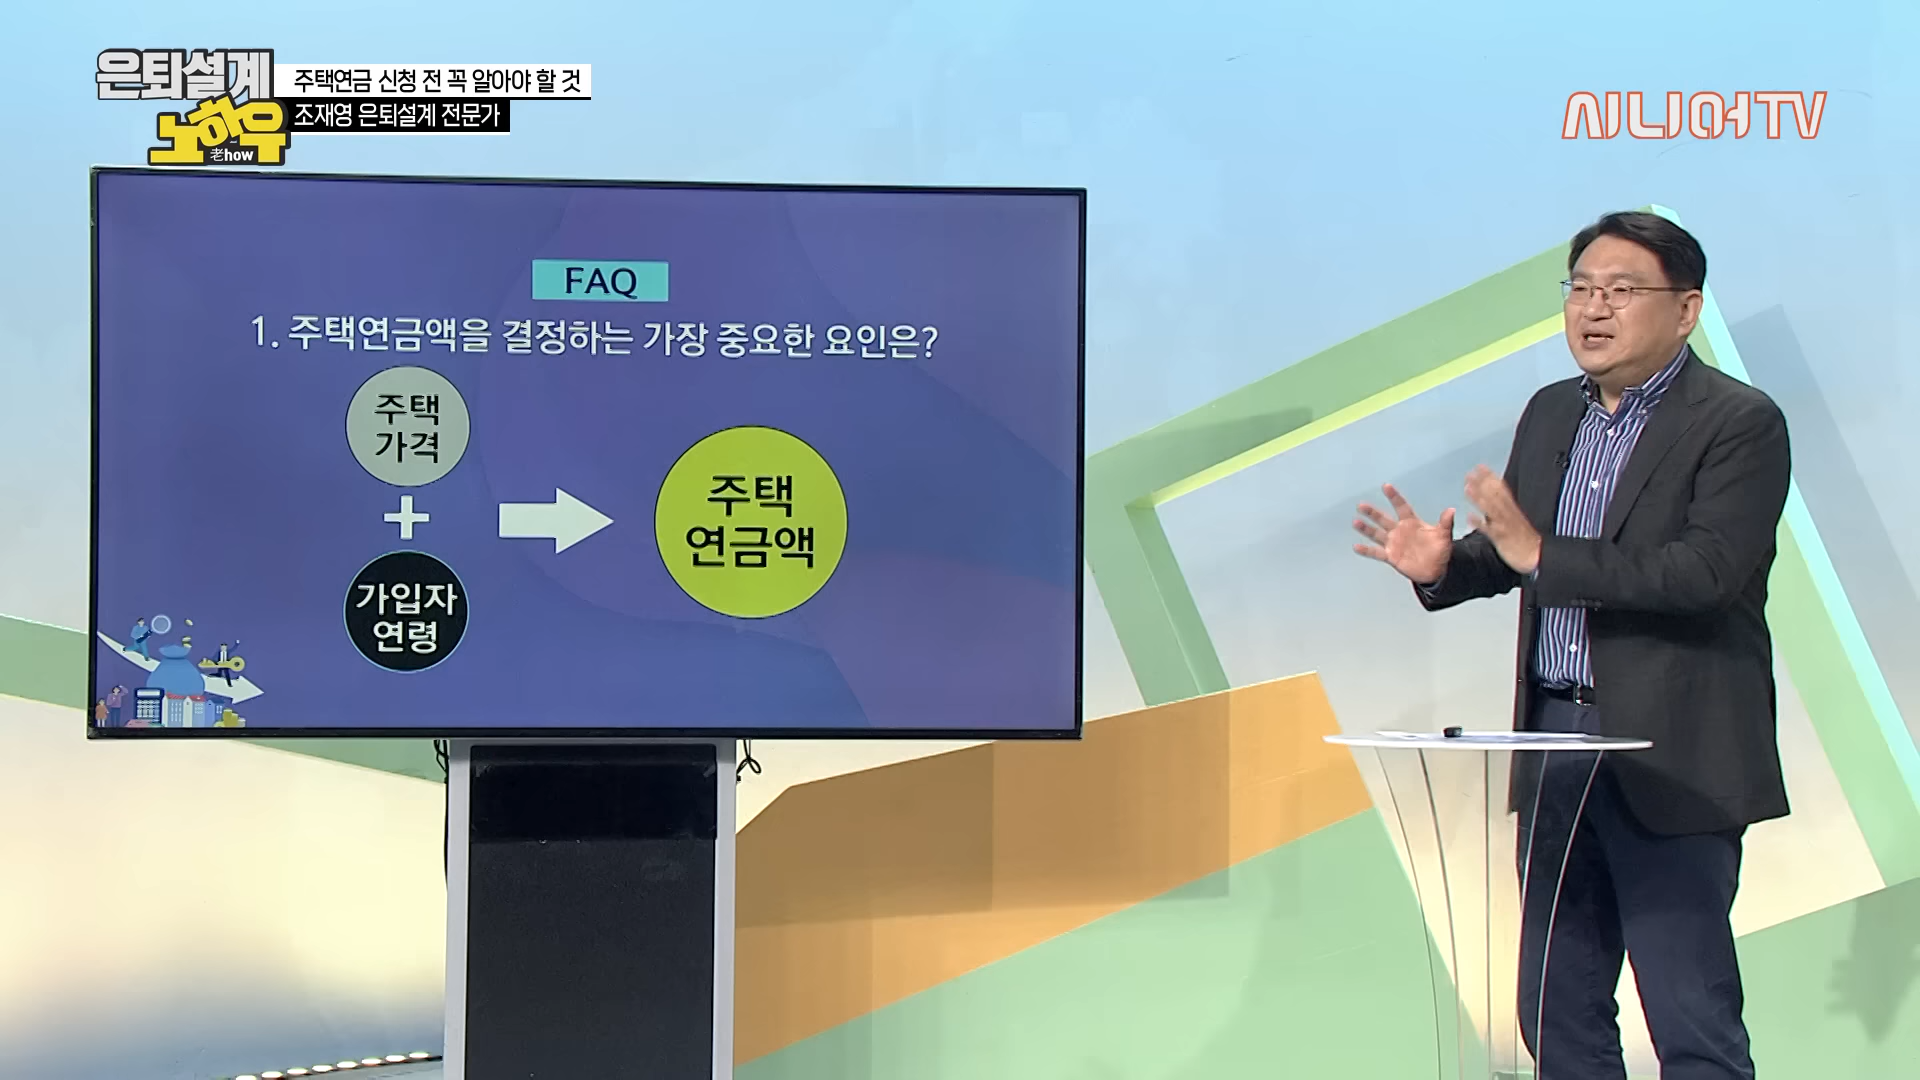 은퇴설계
노하우
老how
주택연금 신청 전 꼭 알아야 할 것
조재영 은퇴설계 전문가
시니어TV
FAQ
1. 주택연금액을 결정하는 가장 중요한 요인은?
주택
가격
+
가입자
연령
주택
연금액